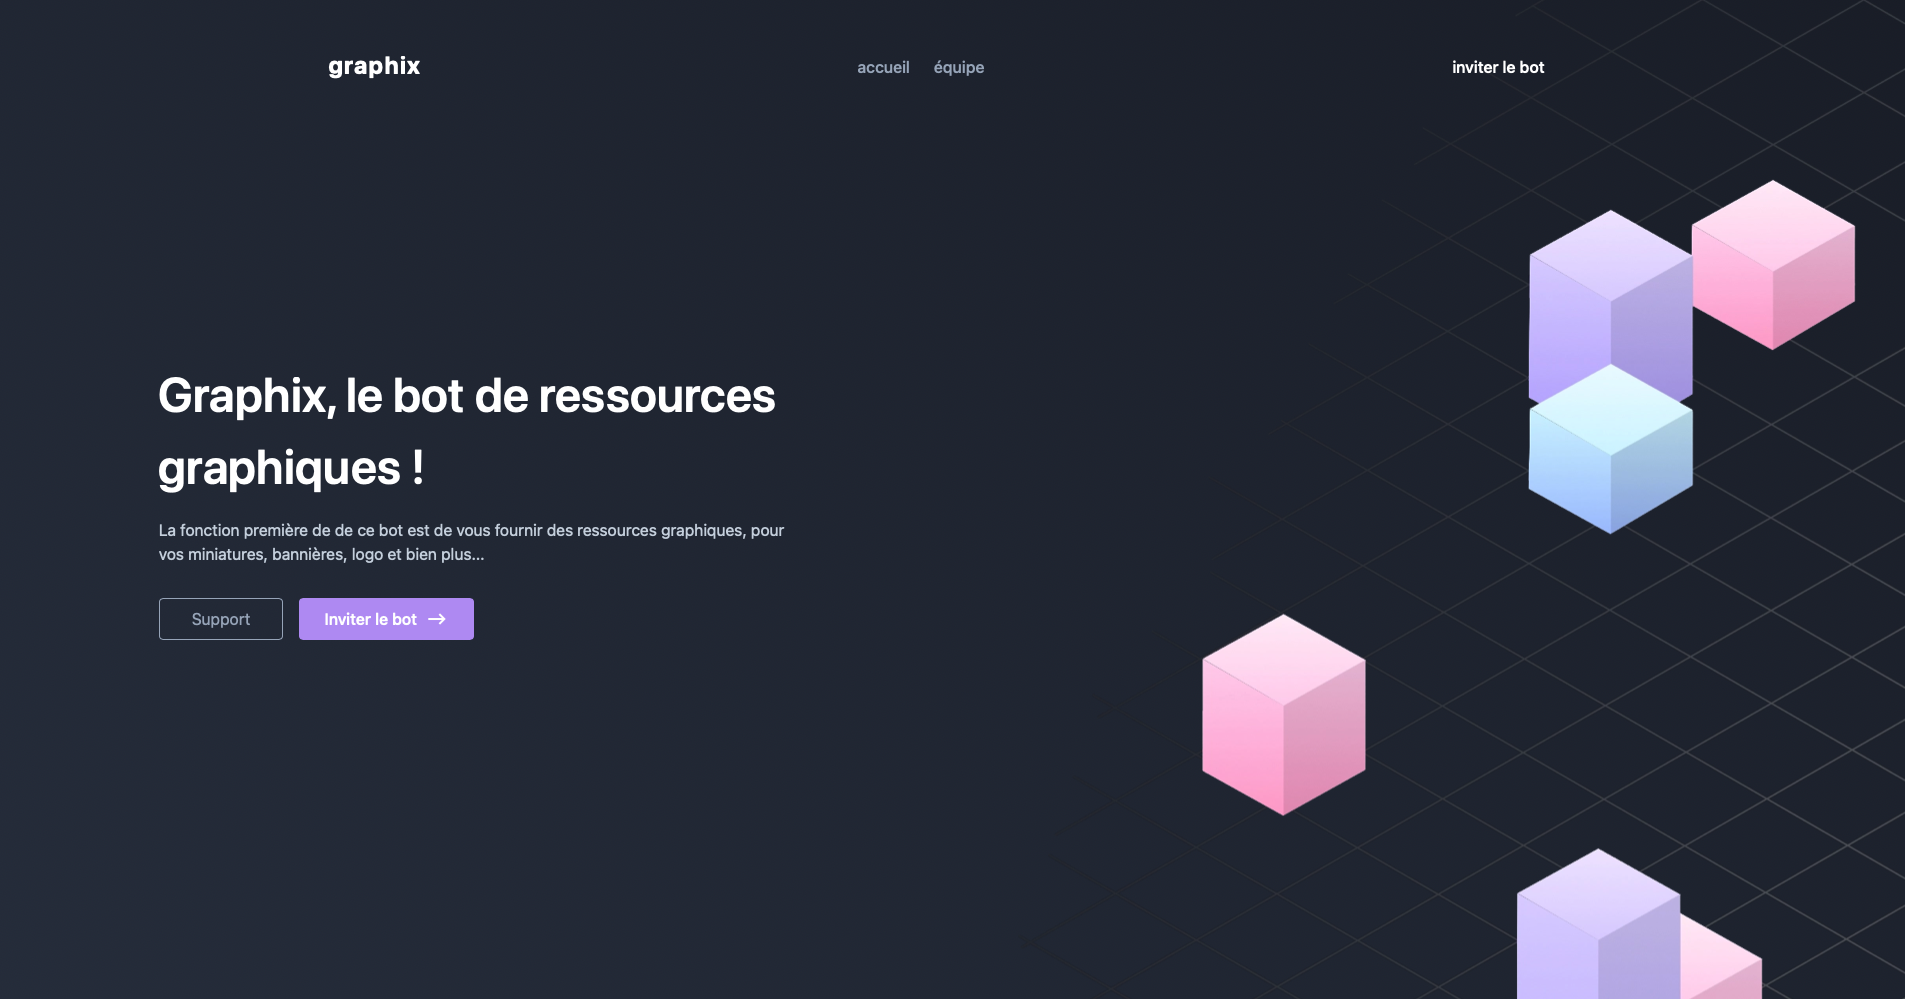 graphix
accueil équipe
inviter le bot
Graphix, le bot de ressources
graphiques !
La fonction première de de ce bot est de vous fournir des ressources graphiques, pour
vos miniatures, bannières, logo et bien plus...
Support
Inviter le bot →